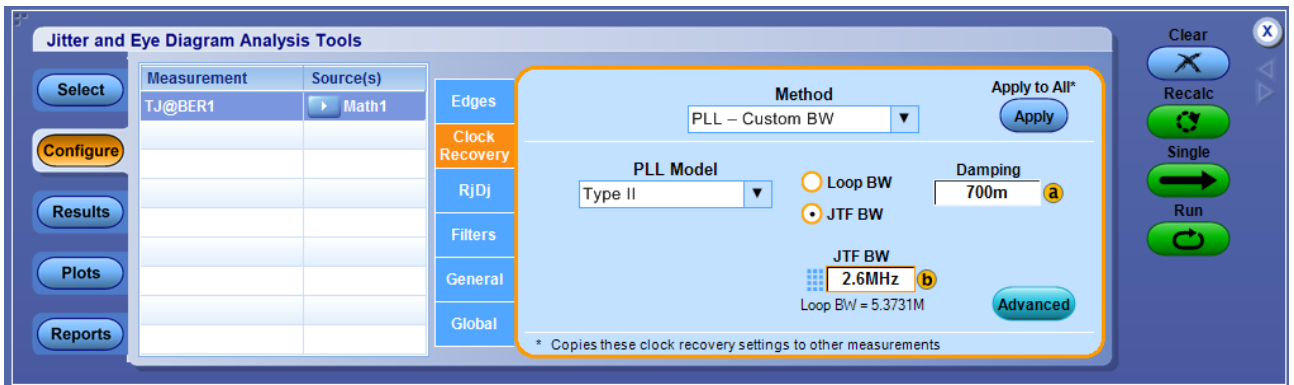 Jitter and Eye Diagram Analysis Tools
Select
Configure
Results
Plots
Reports
Measurement Source(s)
TJ@BER1 Math1
Edges
Clock
Recovery
RjDj
Filters
General
Global
Method
PLL – Custom BW
Apply to All*
Apply
PLL Model
Type II
Loop BW
JTF BW
Damping
700m a
JTF BW
2.6MHz b
Loop BW = 5.3731M
Advanced
* Copies these clock recovery settings to other measurements
Clear
X
Recalc
Single
Run